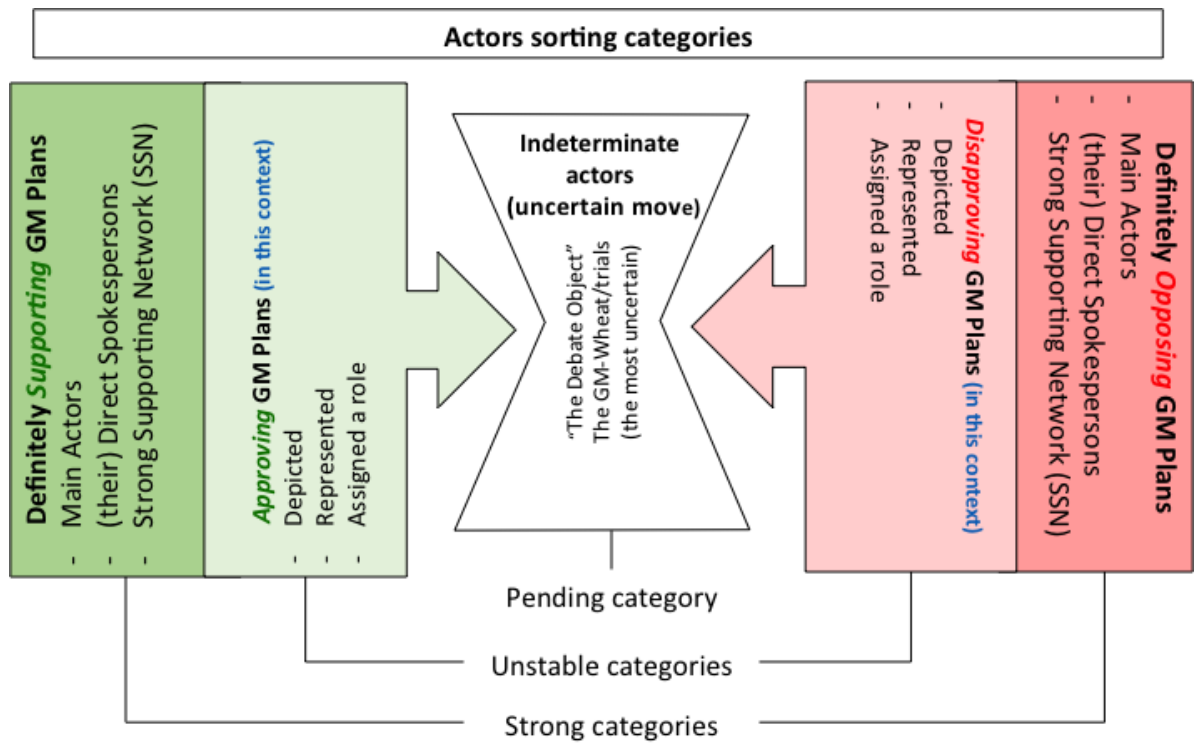 Actors sorting categories
Definitely Supporting GM Plans
- Main Actors
- (their) Direct Spokespersons
- Strong Supporting Network (SSN)
Approving GM Plans (in this context)
- Depicted
- Represented
- Assigned a role
Indeterminate
actors
(uncertain move)
“The Debate Object”
The GM-Wheat/trials
(the most uncertain)
Disapproving GM Plans (in this context)
- Depicted
- Represented
- Assigned a role
Definitely Opposing GM Plans
- Main Actors
- (their) Direct Spokespersons
- Strong Supporting Network (SSN)
Pending category
Unstable categories
Strong categories